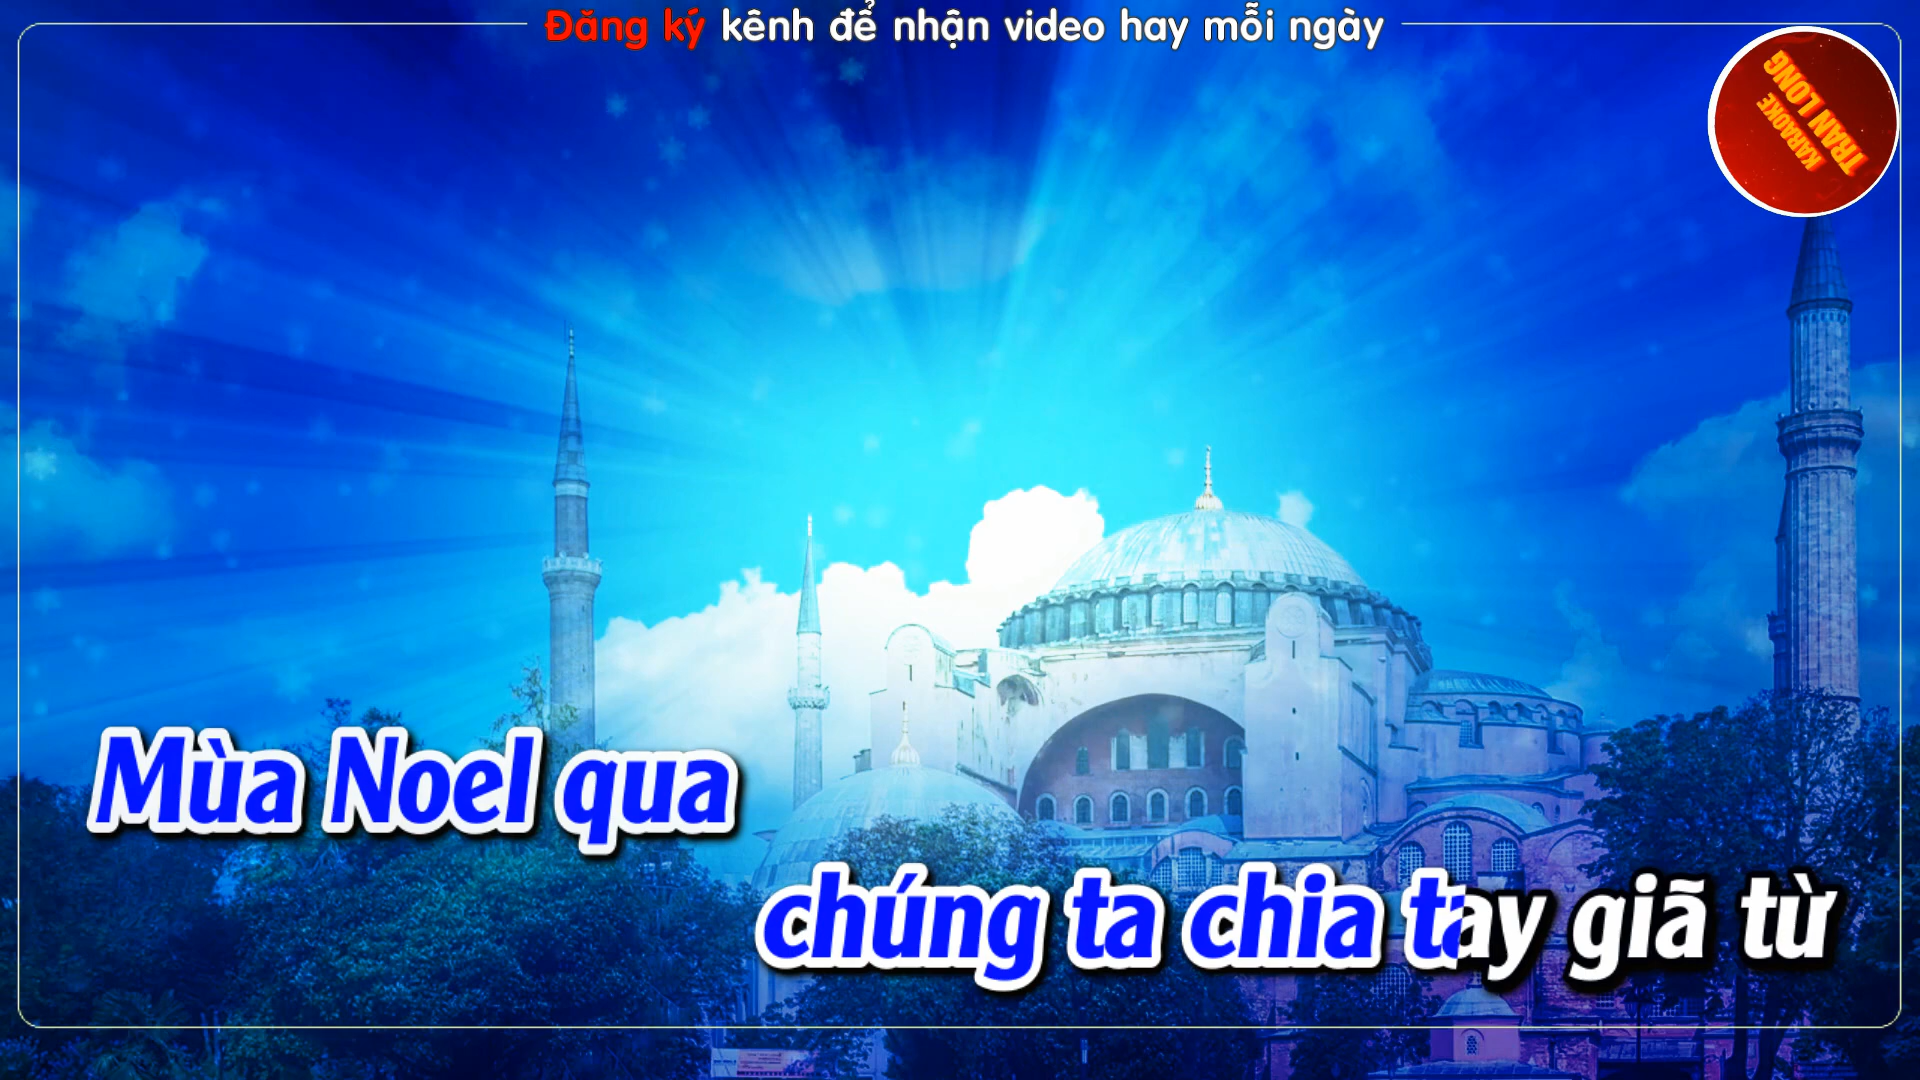 Đăng ký kênh để nhận video hay mỗi ngày
KARAOKE
TRAN LONG
Mùa Noel qua
chúng ta chia tay giã từ